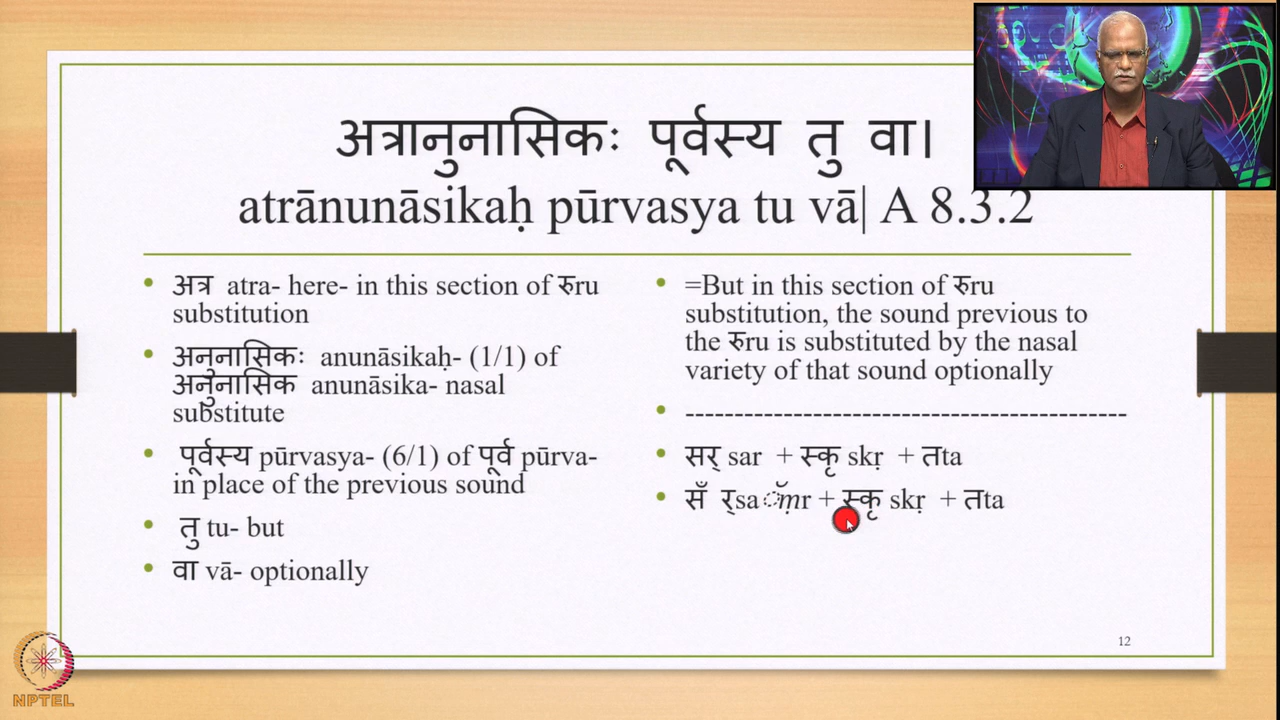 अत्रानुनासिकः पूर्वस्य तु वा।
atrānunāsikaḥ pūrvasya tu vā| A 8.3.2
• अत्र atra- here- in this section of रुru
substitution
• अनुनासिकः anunāsikaḥ- (1/1) of
अनुनासिक anunāsika- nasal
substitute
• पूर्वस्य pūrvasya- (6/1) of पूर्व pūrva-
in place of the previous sound
• तु tu- but
• वा vā- optionally
• =But in this section of रुru
substitution, the sound previous to
the रुru is substituted by the nasal
variety of that sound optionally
• ---------------------------------------------
• सर् sar + स्कृ skṛ + तta
• सँ र्saँṃr + स्कृ skṛ + तta
12
NPTEL